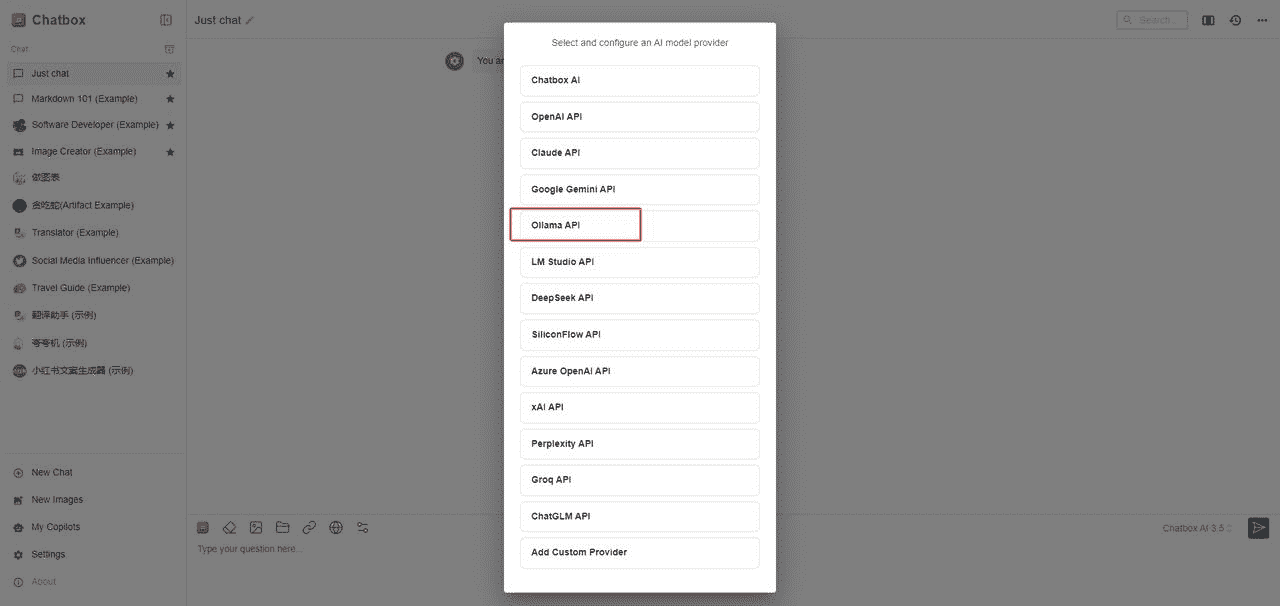 Chatbox
Chat
Just chat
Markdown 101 (Example)
Software Developer (Example)
Image Creator (Example)
做图表
贪吃蛇(Artifact Example)
Translator (Example)
Social Media Influencer (Example)
Travel Guide (Example)
翻译助手 (示例)
夸夸机 (示例)
小红书文案生成器 (示例)
New Chat
New Images
My Copilots
Settings
About
Just chat
Search...
You ar
Select and configure an AI model provider
Chatbox AI
OpenAI API
Claude API
Google Gemini API
Ollama API
LM Studio API
DeepSeek API
SiliconFlow API
Azure OpenAI API
xAI API
Perplexity API
Groq API
ChatGLM API
Add Custom Provider
Type your question here...
Chatbox AI 3.5